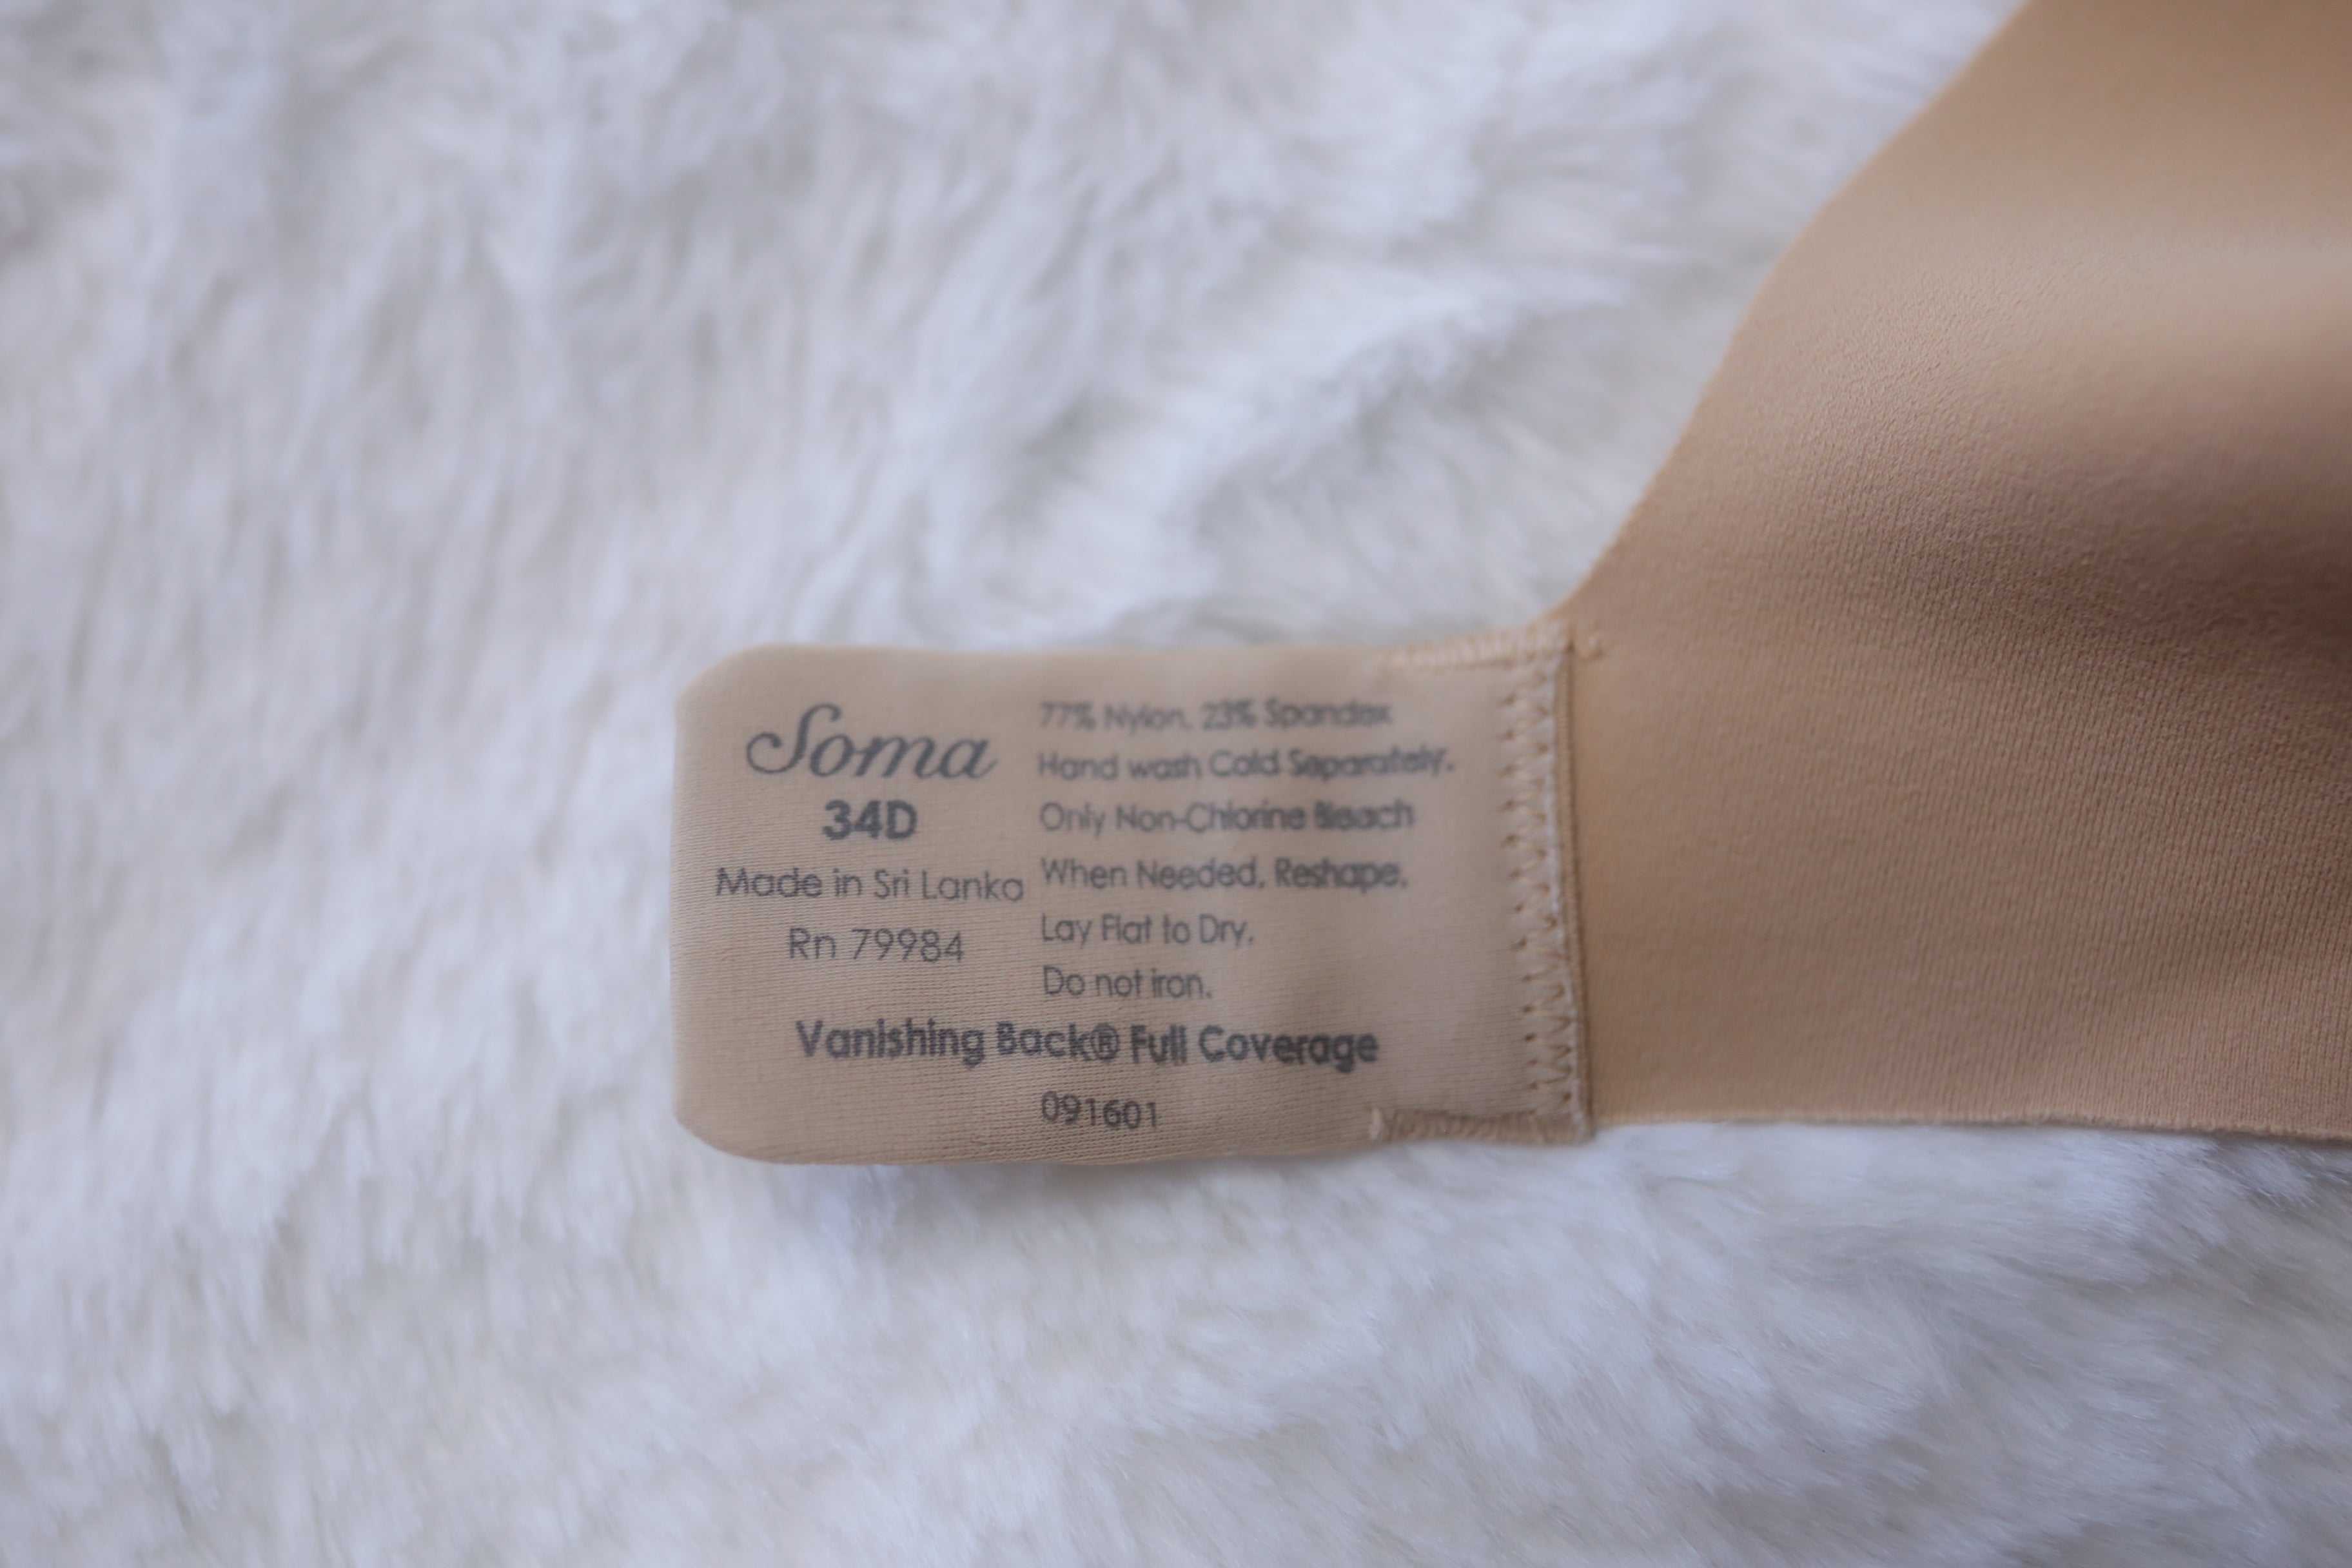 Soma
34D
Made in Sri Lanka
Rn 79984
77% Nylon, 23% Spandex
Hand wash Cold Separately.
Only Non-Chlorine Bleach
When Needed, Reshape,
Lay Flat to Dry.
Do not iron.
Vanishing Back® Full Coverage
091601